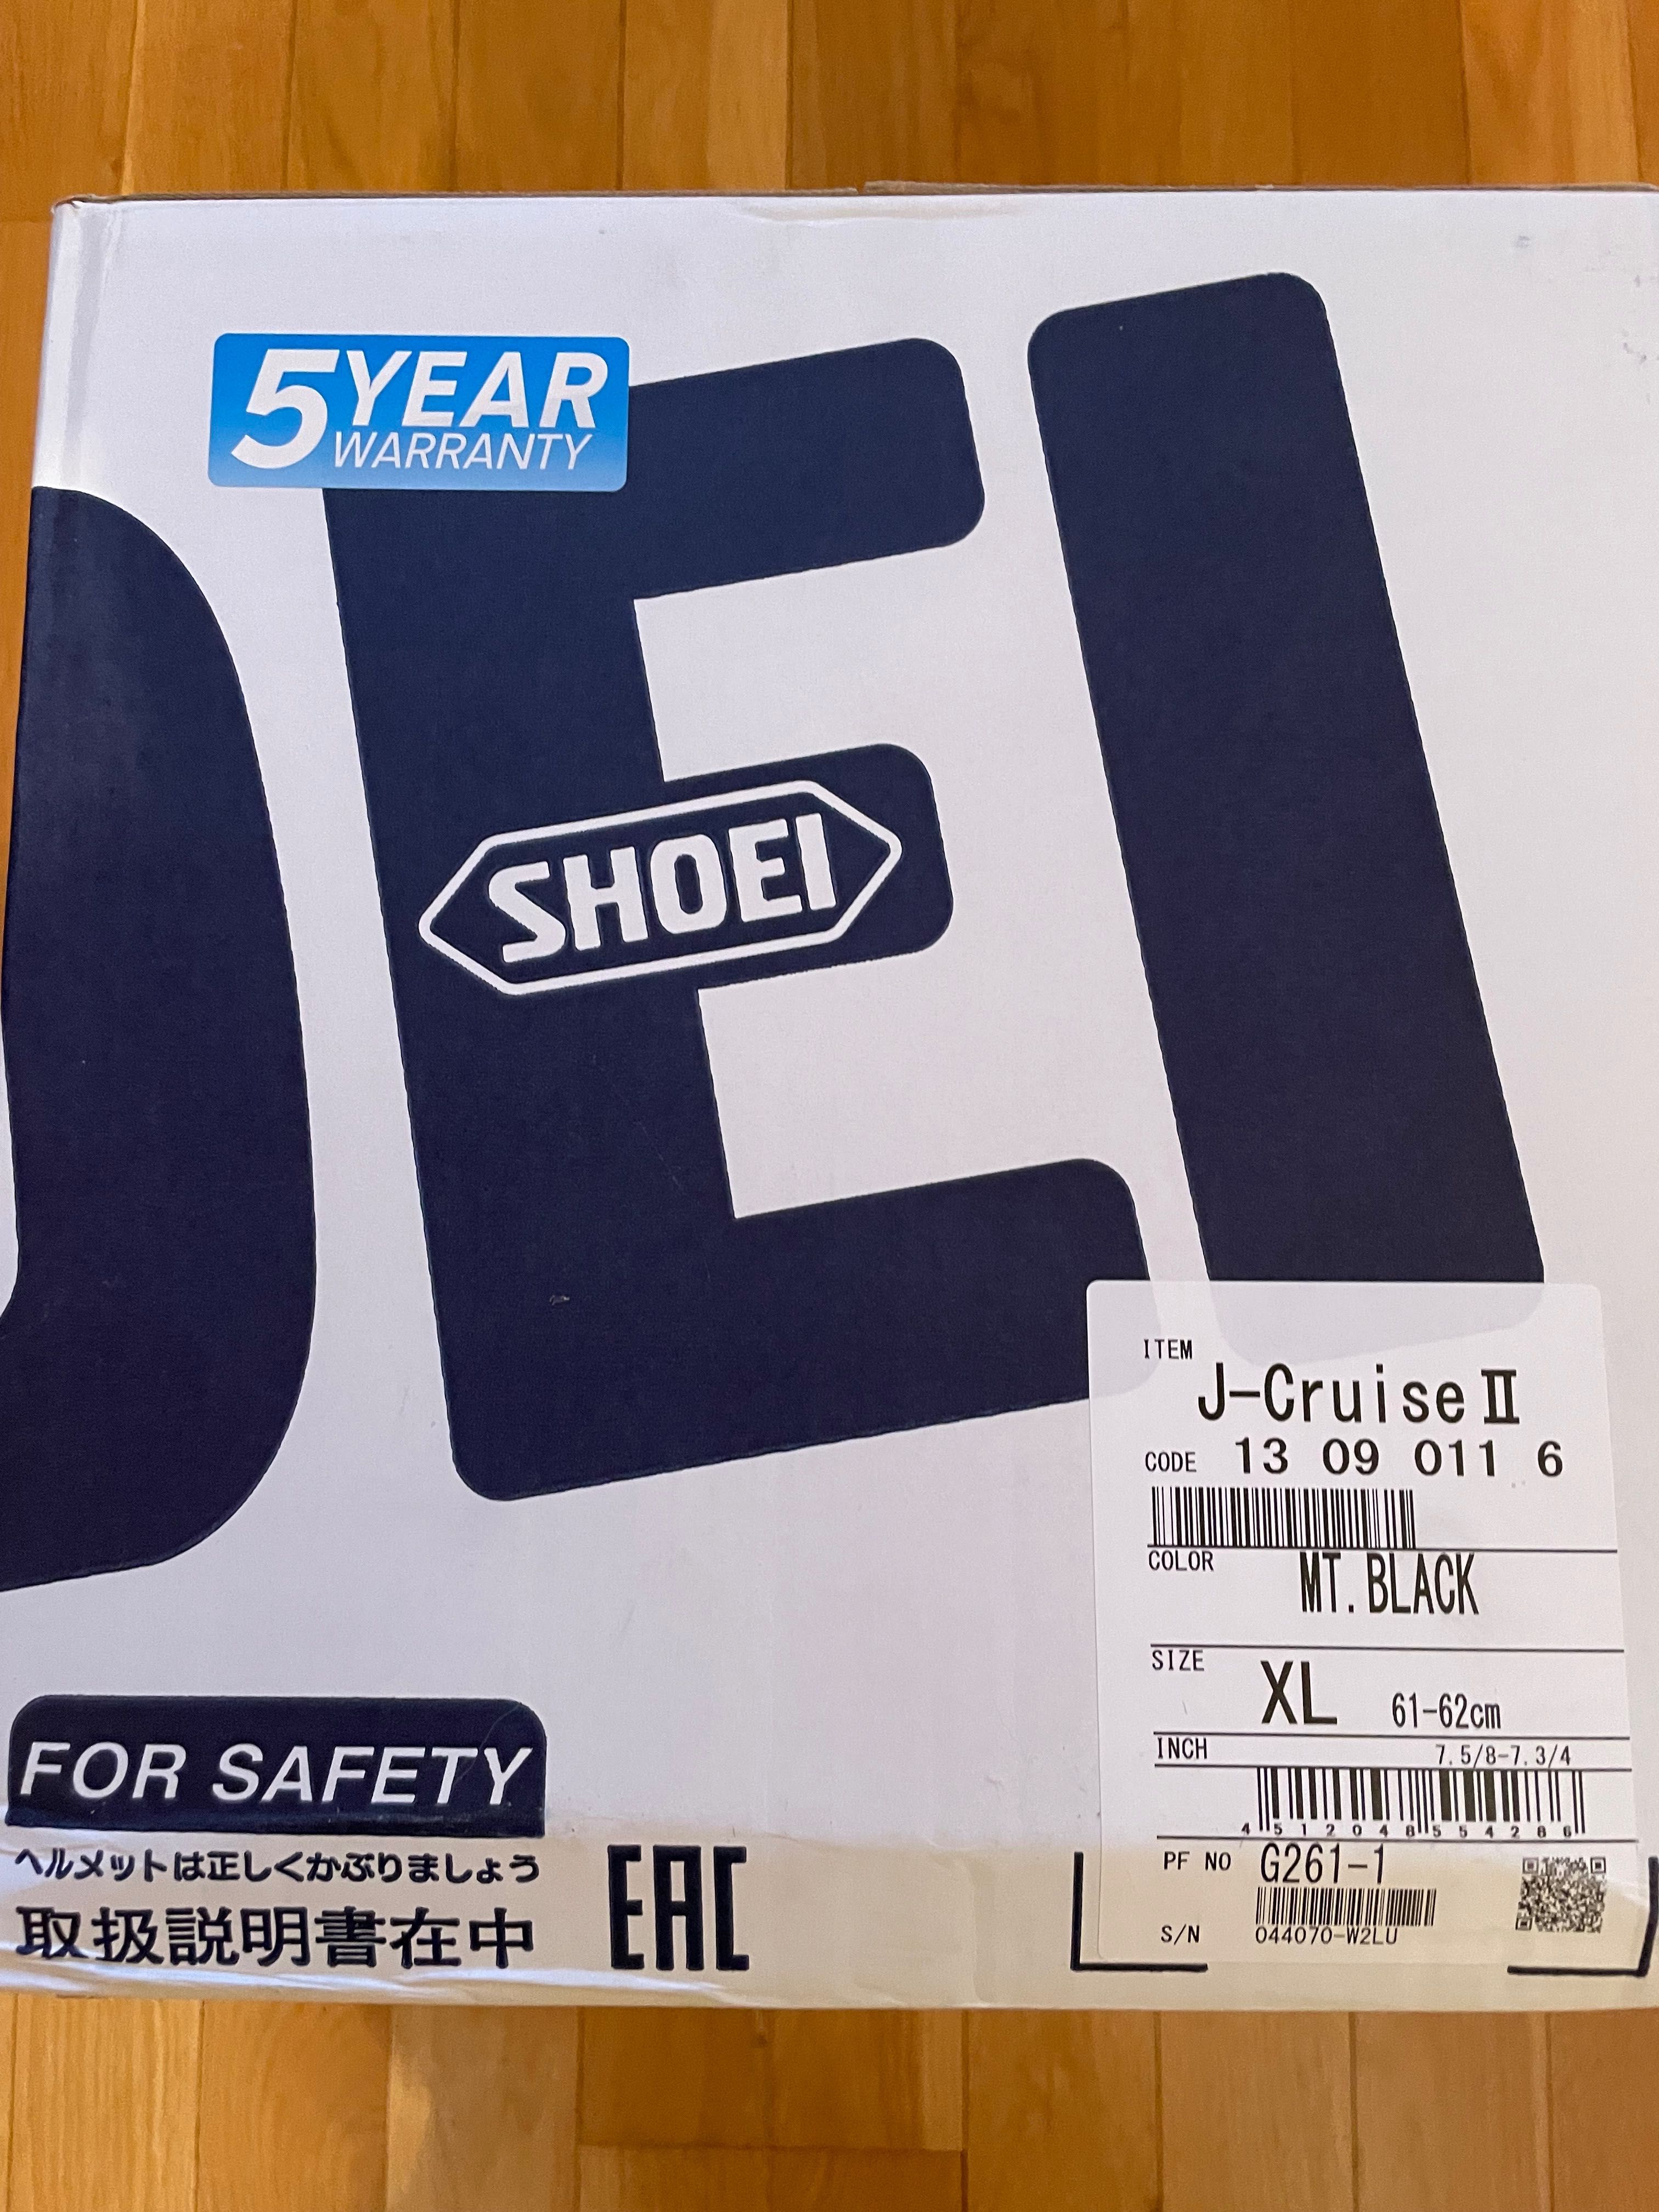 5 YEAR
WARRANTY
OEI
SHOEI
ITEM
J-Cruise Ⅱ
CODE 13 09 011 6
COLOR MT.BLACK
SIZE XL 61-62cm
INCH 7.5/8-7.3/4
4 512048 554286
PF NO G261-1
S/N 044070-W2LU
FOR SAFETY
ヘルメットは正しくかぶりましょう
取扱説明書在中
EAC